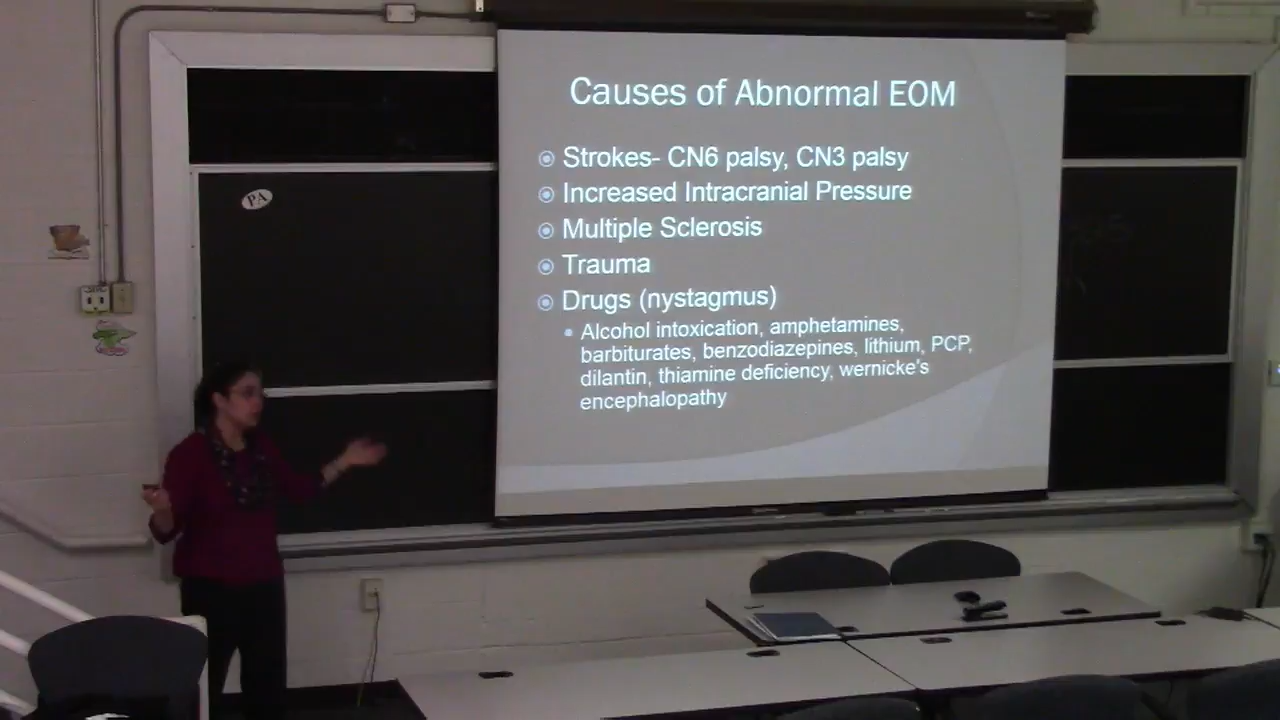 Causes of Abnormal EOM
Strokes- CN6 palsy, CN3 palsy
Increased Intracranial Pressure
Multiple Sclerosis
Trauma
Drugs (nystagmus)
Alcohol intoxication, amphetamines,
barbiturates, benzodiazepines, lithium, PCP,
dilantin, thiamine deficiency, wernicke's
encephalopathy
PA